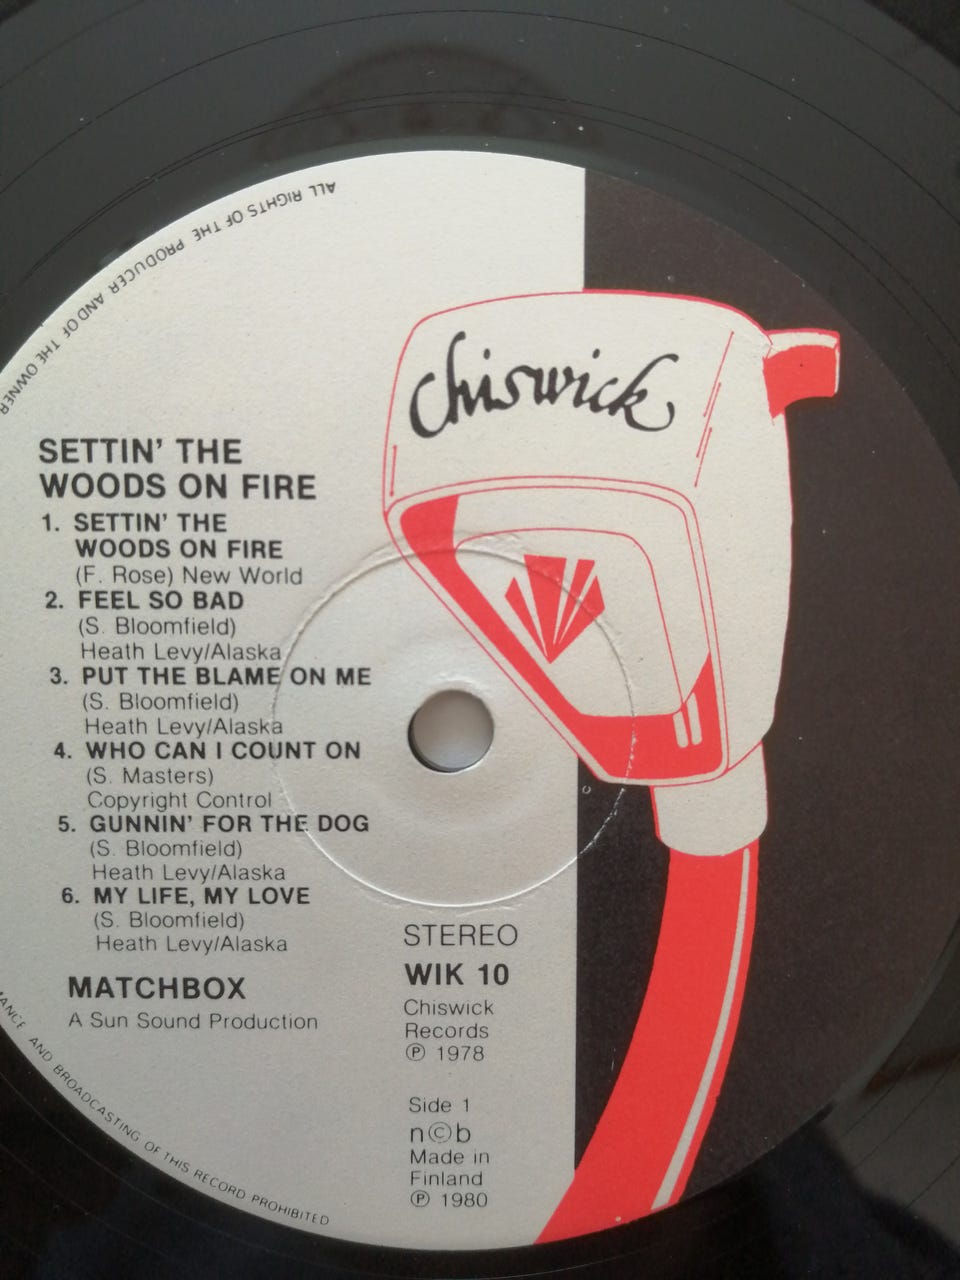 ALL RIGHTS OF THE PRODUCER AND OF THE OWNER
chiswick
SETTIN' THE
WOODS ON FIRE
1. SETTIN' THE
WOODS ON FIRE
(F. Rose) New World
2. FEEL SO BAD
(S. Bloomfield)
Heath Levy/Alaska
3. PUT THE BLAME ON ME
(S. Bloomfield)
Heath Levy/Alaska
4. WHO CAN I COUNT ON
(S. Masters)
Copyright Control
5. GUNNIN' FOR THE DOG
(S. Bloomfield)
Heath Levy/Alaska
6. MY LIFE, MY LOVE
(S. Bloomfield)
Heath Levy/Alaska
MATCHBOX
A Sun Sound Production
STEREO
WIK 10
Chiswick
Records
℗ 1978
Side 1
n©b
Made in
Finland
℗ 1980
AND BROADCASTING OF THIS RECORD PROHIBITED